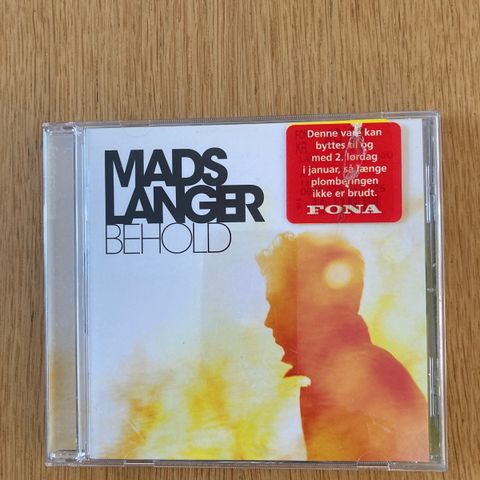 MADS
LANGER
BEHOLD
Denne vare kan
byttes til og
med 2. lørdag
i januar, så længe
plomberingen
ikke er brudt.
FONA